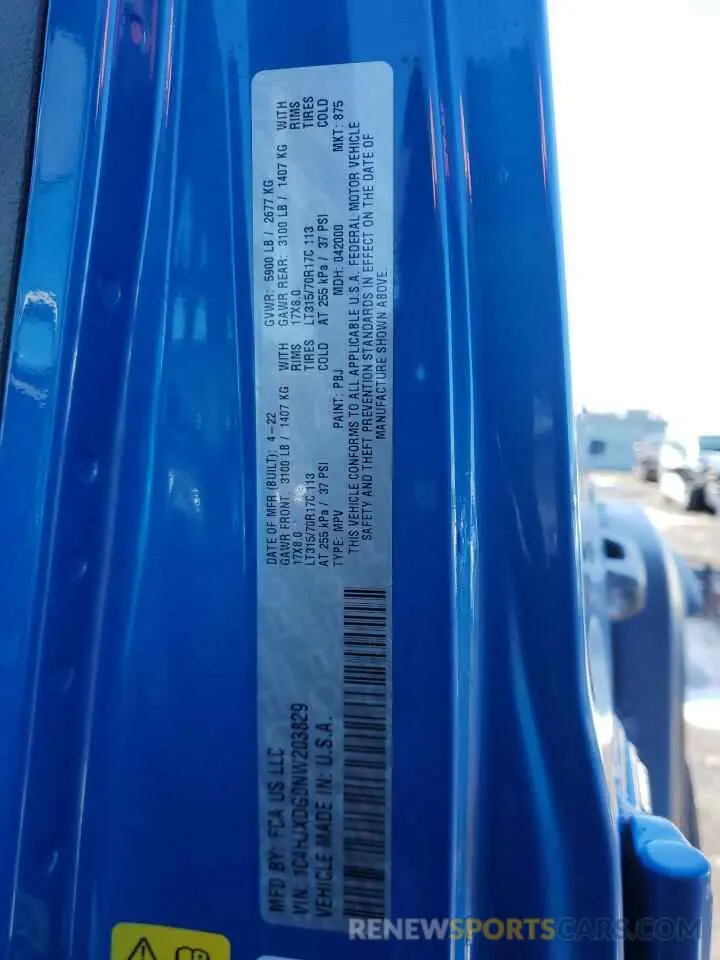 MFD BY: FCA US LLC
DATE OF MFR (BUILT): 4-22
GVWR: 5900 LB / 2677 KG
GAWR FRONT: 3100 LB / 1407 KG WITH
GAWR REAR: 3100 LB / 1407 KG WITH
17X8.0 RIMS
17X8.0 RIMS
LT315/70R17C 113 TIRES
LT315/70R17C 113 TIRES
AT 255 kPa / 37 PSI COLD
AT 255 kPa / 37 PSI COLD
VIN: 1C4HJXDG0NW203829
TYPE: MPV PAINT: PBJ MDH: 042000 MKT: 875
VEHICLE MADE IN: U.S.A.
THIS VEHICLE CONFORMS TO ALL APPLICABLE U.S.A. FEDERAL MOTOR VEHICLE
SAFETY AND THEFT PREVENTION STANDARDS IN EFFECT ON THE DATE OF
MANUFACTURE SHOWN ABOVE
RENEWSPORTSCARS.COM